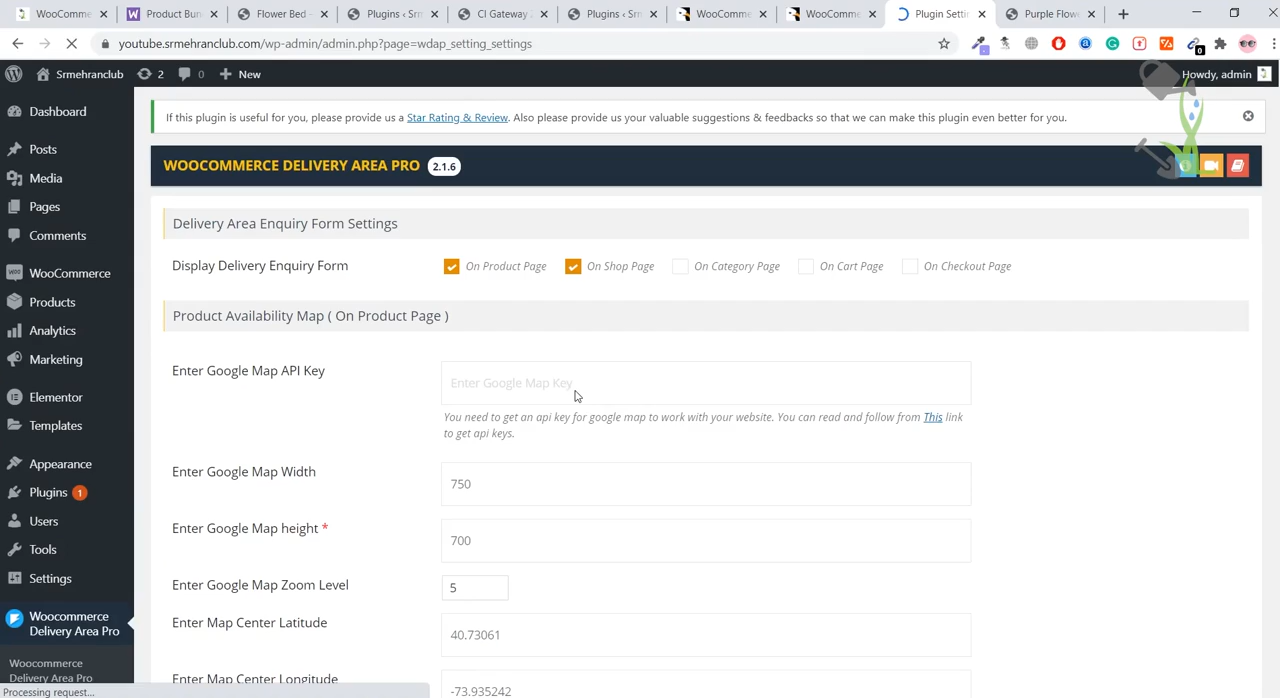 WooComme
Product Bun
Flower Bed -
Plugins ‹ Srm
CI Gateway
Plugins ‹ Srm
WooComme
WooComme
Plugin Setti
Purple Flowe
youtube.srmehranclub.com/wp-admin/admin.php?page=wdap_setting_settings
0
Srmehranclub
2
0
New
Howdy, admin
Dashboard
Posts
Media
Pages
Comments
WooCommerce
Products
Analytics
Marketing
Elementor
Templates
Appearance
Plugins 1
Users
Tools
Settings
Woocommerce
Delivery Area Pro
Woocommerce
Delivery Area Pro
Processing request...
If this plugin is useful for you, please provide us a Star Rating & Review. Also please provide us your valuable suggestions & feedbacks so that we can make this plugin even better for you.
WOOCOMMERCE DELIVERY AREA PRO 2.1.6
Delivery Area Enquiry Form Settings
Display Delivery Enquiry Form
On Product Page
On Shop Page
On Category Page
On Cart Page
On Checkout Page
Product Availability Map ( On Product Page )
Enter Google Map API Key
Enter Google Map Key
You need to get an api key for google map to work with your website. You can read and follow from This link
to get api keys.
Enter Google Map Width
750
Enter Google Map height *
700
Enter Google Map Zoom Level
5
Enter Map Center Latitude
40.73061
Enter Map Center Longitude
-73.935242